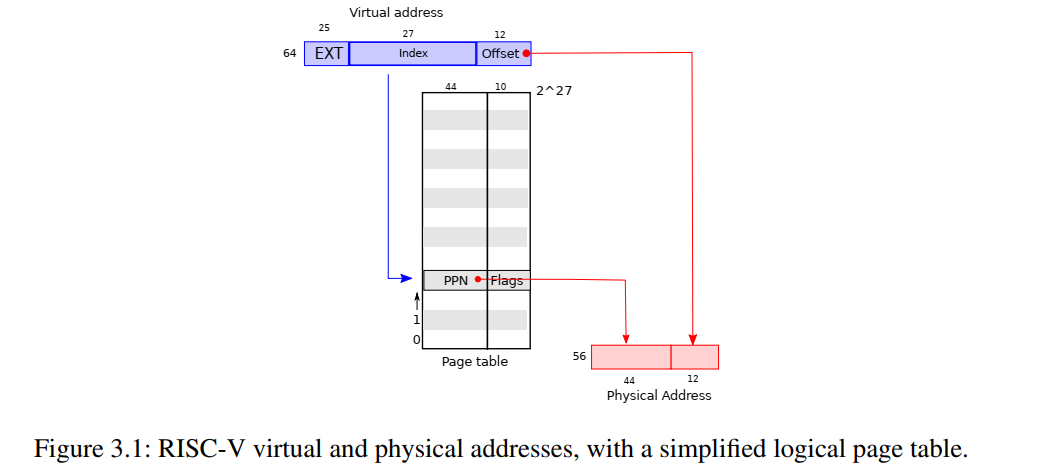 Virtual address
25 27 12
64 EXT Index Offset
44 10 2^27
PPN Flags
1
0
Page table
56
44 12
Physical Address
Figure 3.1: RISC-V virtual and physical addresses, with a simplified logical page table.